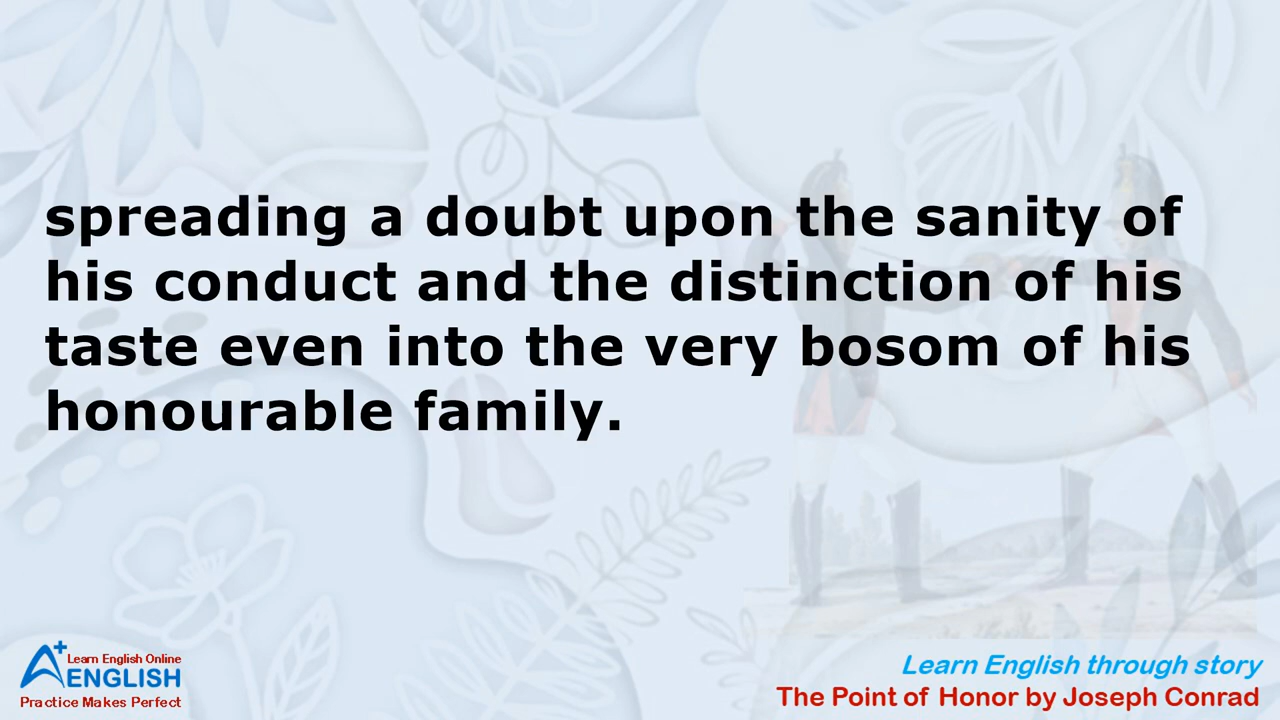 spreading a doubt upon the sanity of
his conduct and the distinction of his
taste even into the very bosom of his
honourable family.
A+ Learn English Online
ENGLISH
Practice Makes Perfect
Learn English through story
The Point of Honor by Joseph Conrad